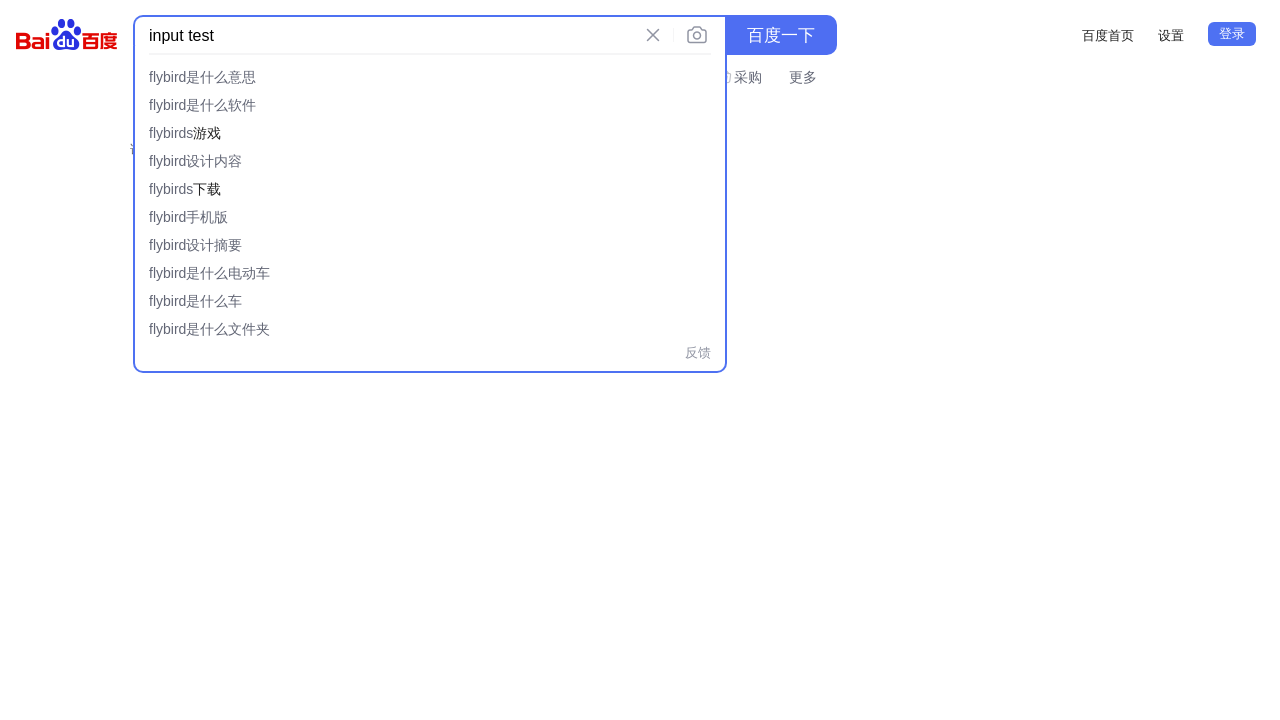 Bai du 百度 input test 百度一下 百度首页 设置 登录
flybird是什么意思 采购 更多
flybird是什么软件
flybirds游戏
flybird设计内容
flybirds下载
flybird手机版
flybird设计摘要
flybird是什么电动车
flybird是什么车
flybird是什么文件夹
反馈